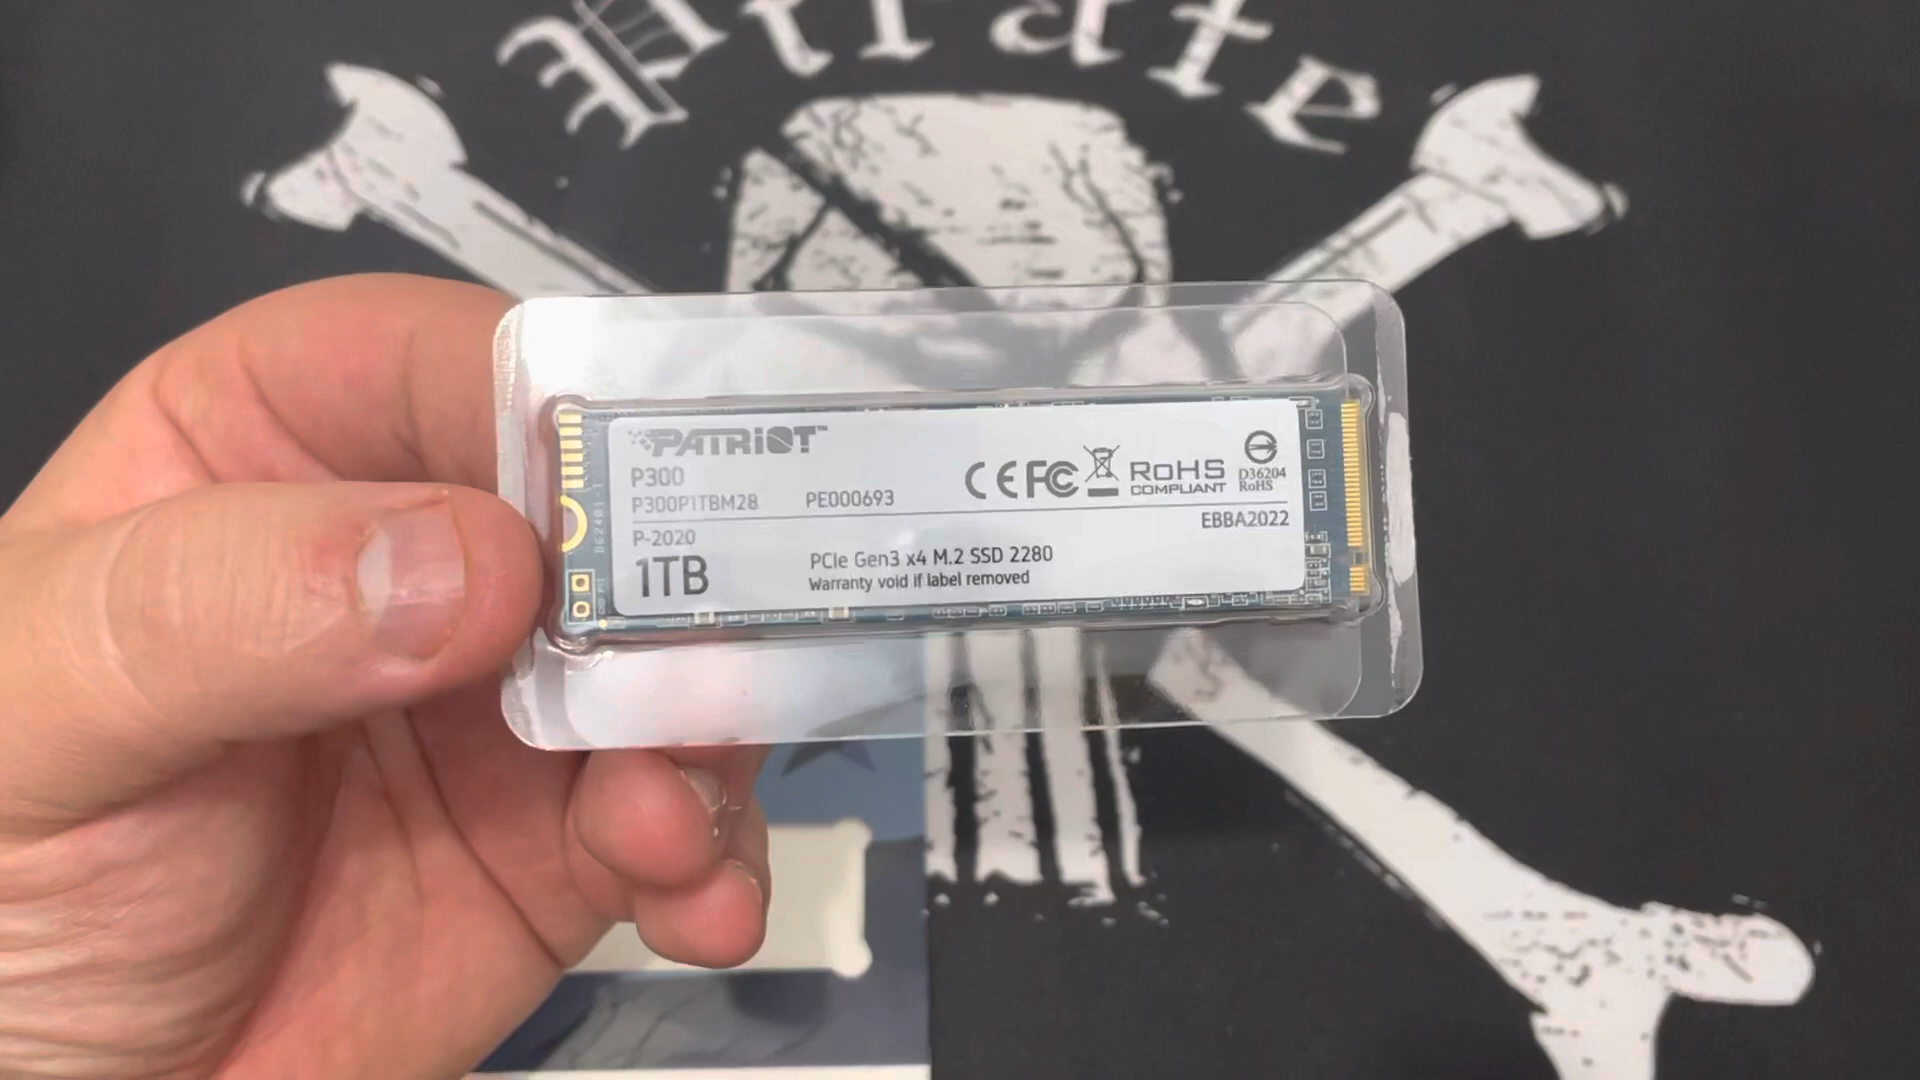 Pirate
PATRIOT™
P300
P300P1TBM28 PE000693
CE FC RoHS COMPLIANT
D36204
RoHS
EBBA2022
P-2020
1TB
PCIe Gen3 x4 M.2 SSD 2280
Warranty void if label removed